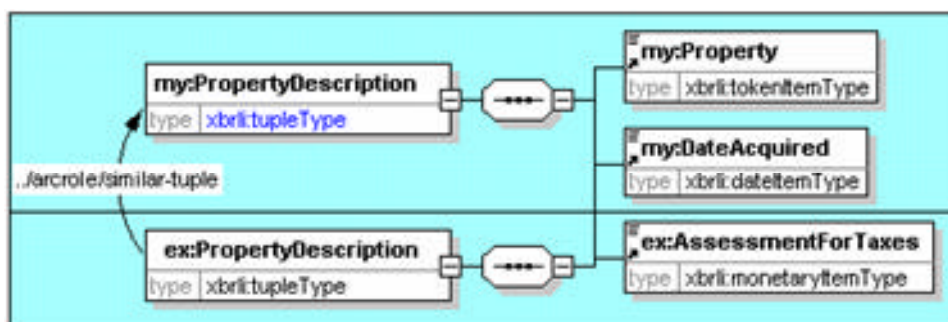 my:PropertyDescription
type xbrli:tupleType
my:Property
type xbrli:tokenItemType
my:DateAcquired
type xbrli:dateItemType
../arcrole/similar-tuple
ex:PropertyDescription
type xbrli:tupleType
ex:AssessmentForTaxes
type xbrli:monetaryItemType